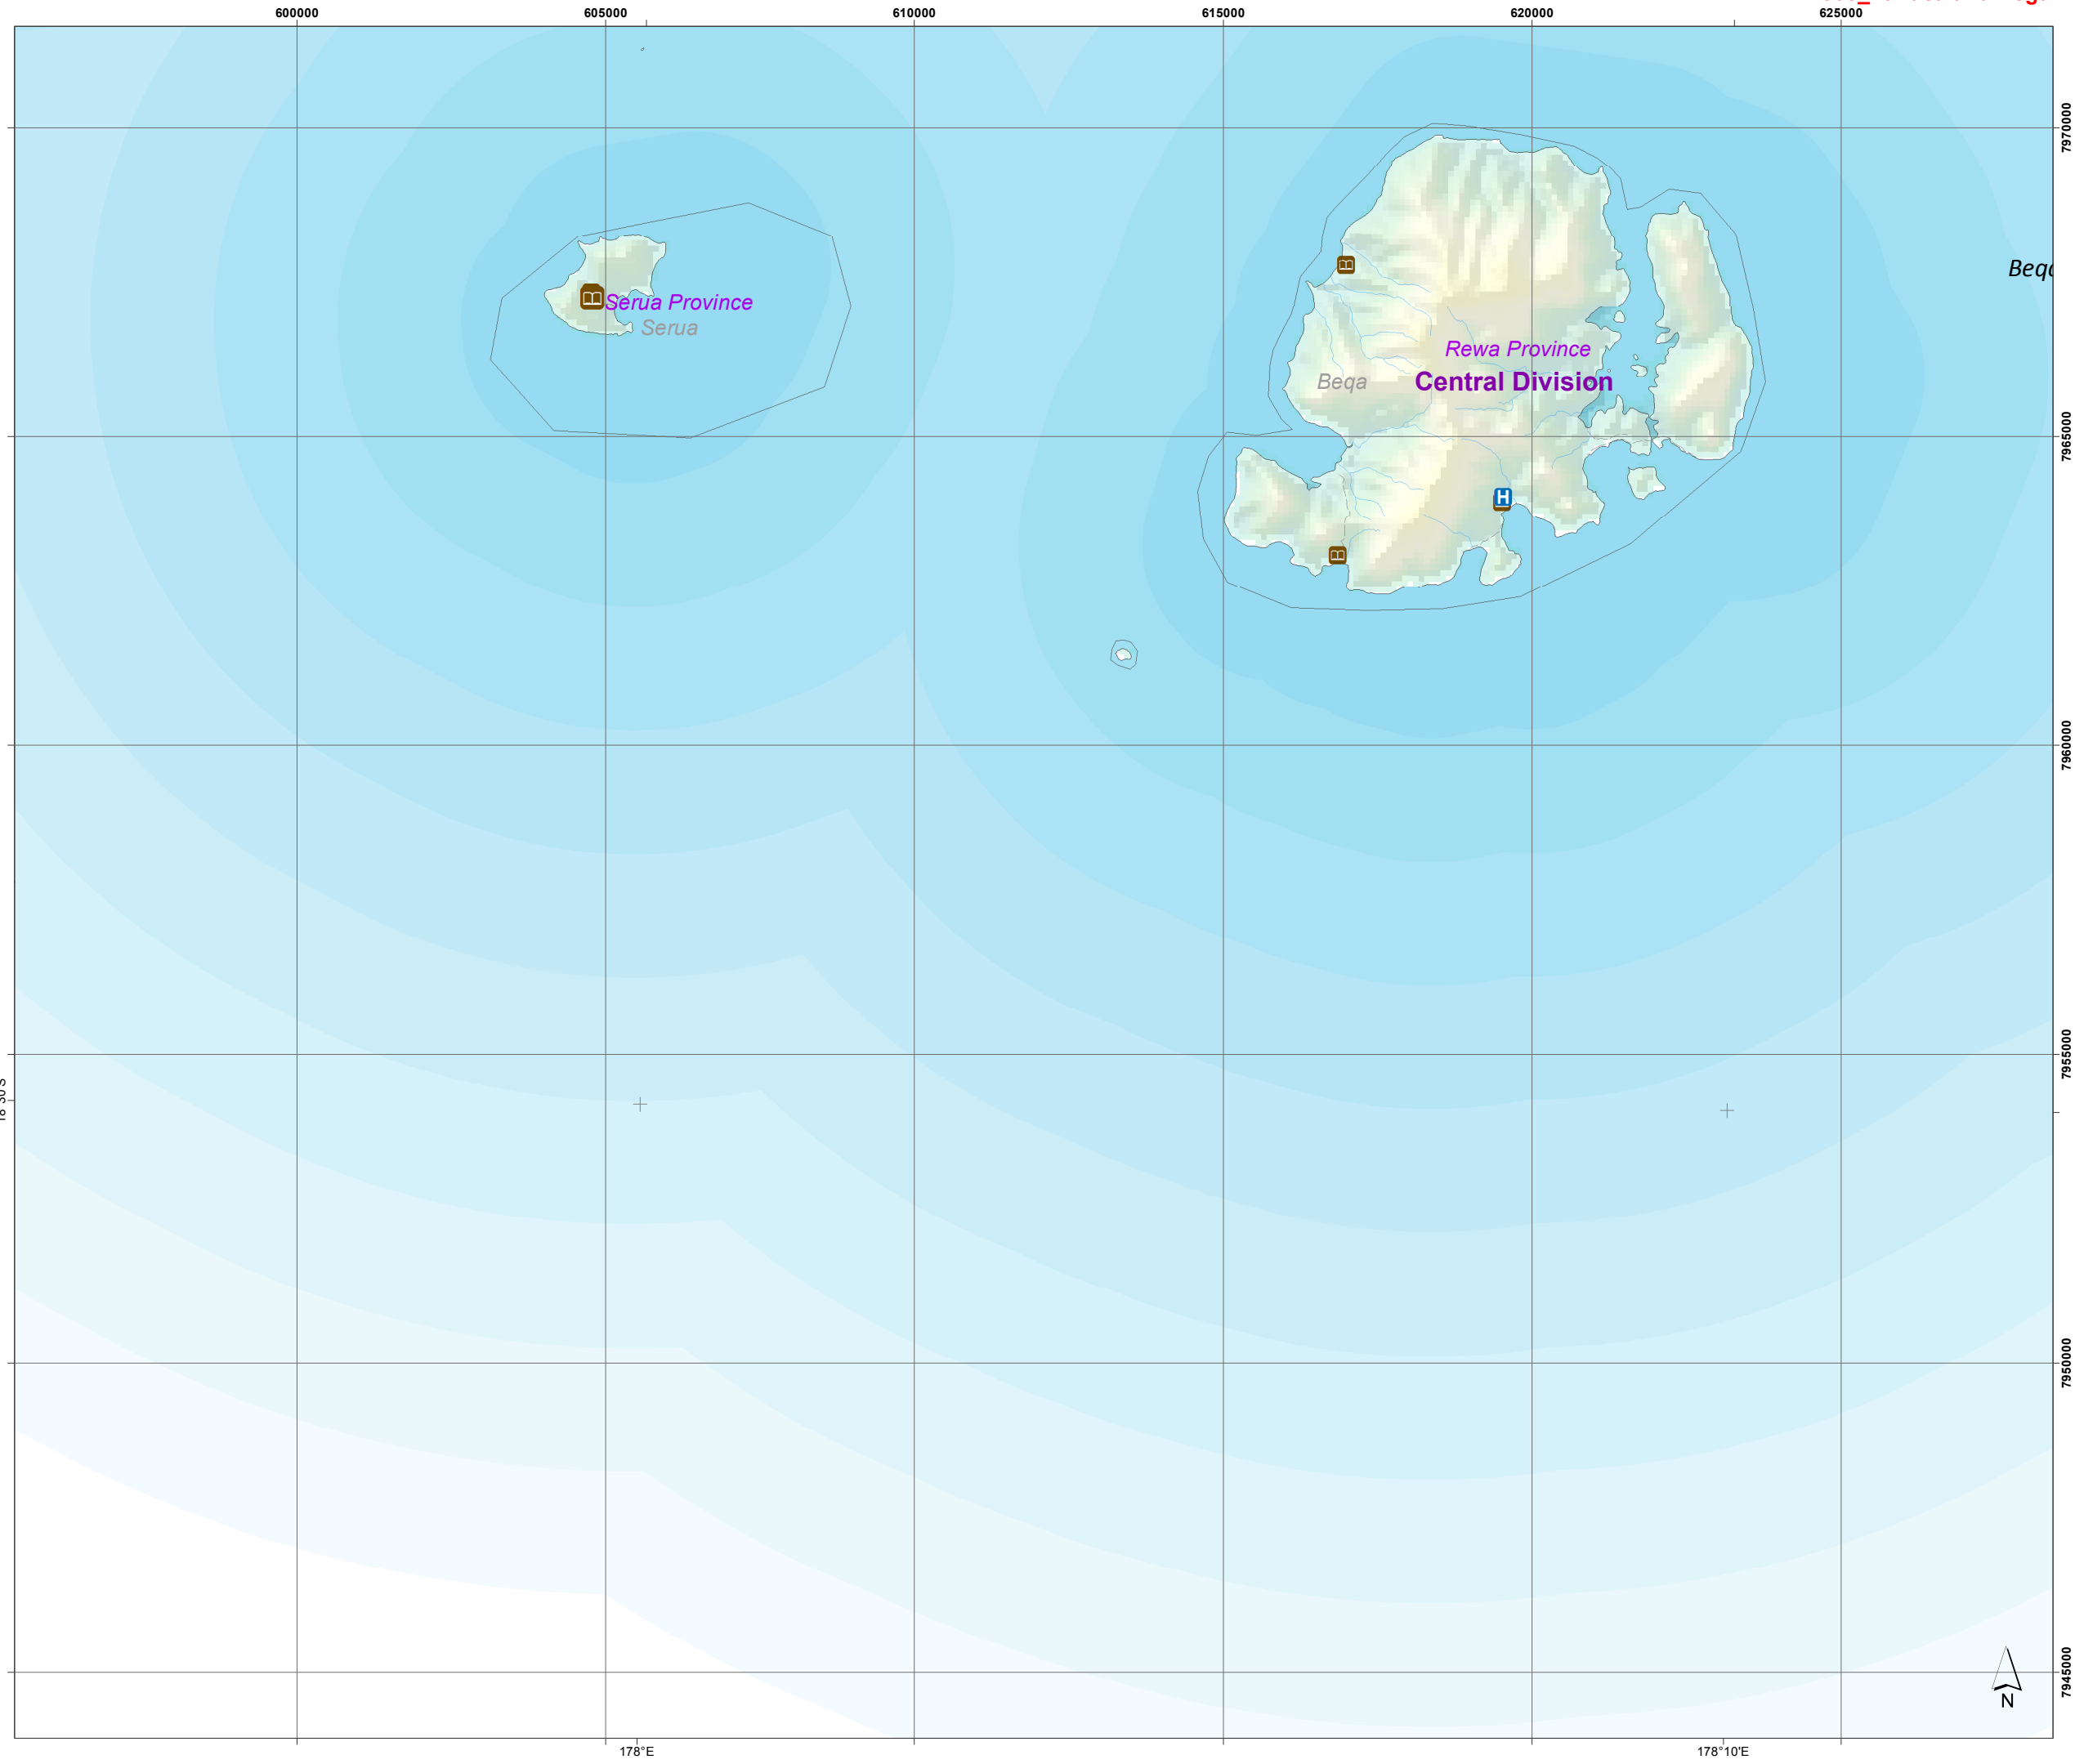 600000 605000 610000 615000 620000 625000
7970000
Serua Province
Serua
Rewa Province
Beqa
Central Division
H
7965000
7960000
7955000
7950000
7945000
N
178°E 178°10'E